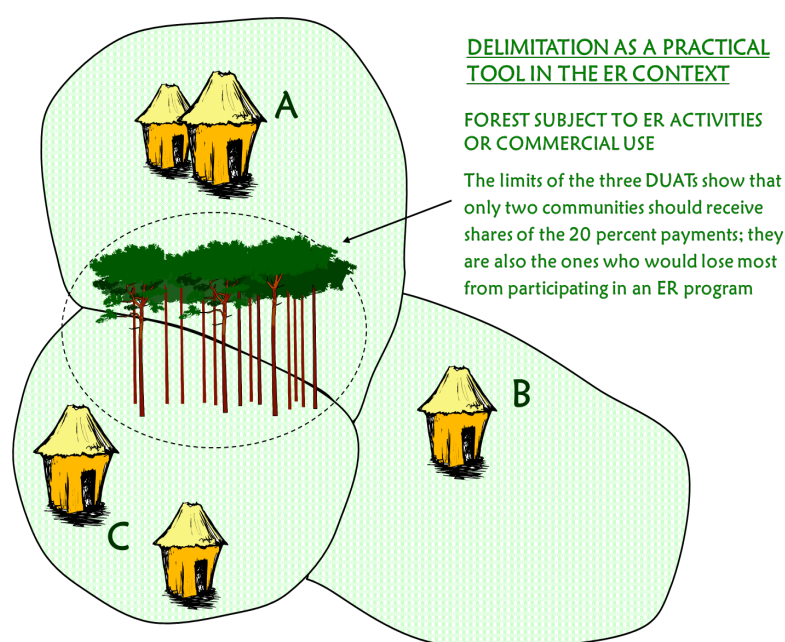 DELIMITATION AS A PRACTICAL
TOOL IN THE ER CONTEXT
FOREST SUBJECT TO ER ACTIVITIES
OR COMMERCIAL USE
The limits of the three DUATs show that
only two communities should receive
shares of the 20 percent payments; they
are also the ones who would lose most
from participating in an ER program
A
B
C